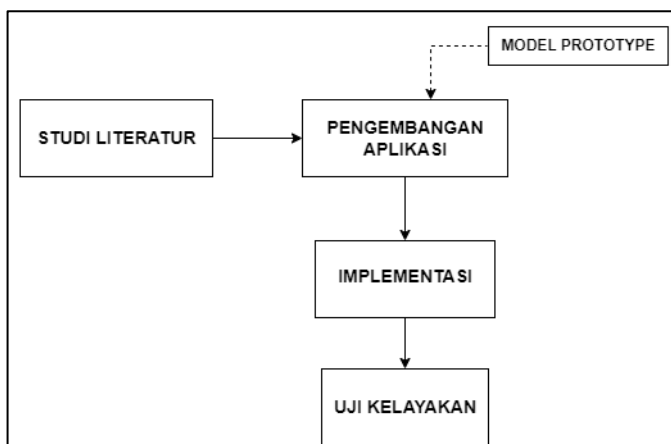 MODEL PROTOTYPE
STUDI LITERATUR
PENGEMBANGAN
APLIKASI
IMPLEMENTASI
UJI KELAYAKAN